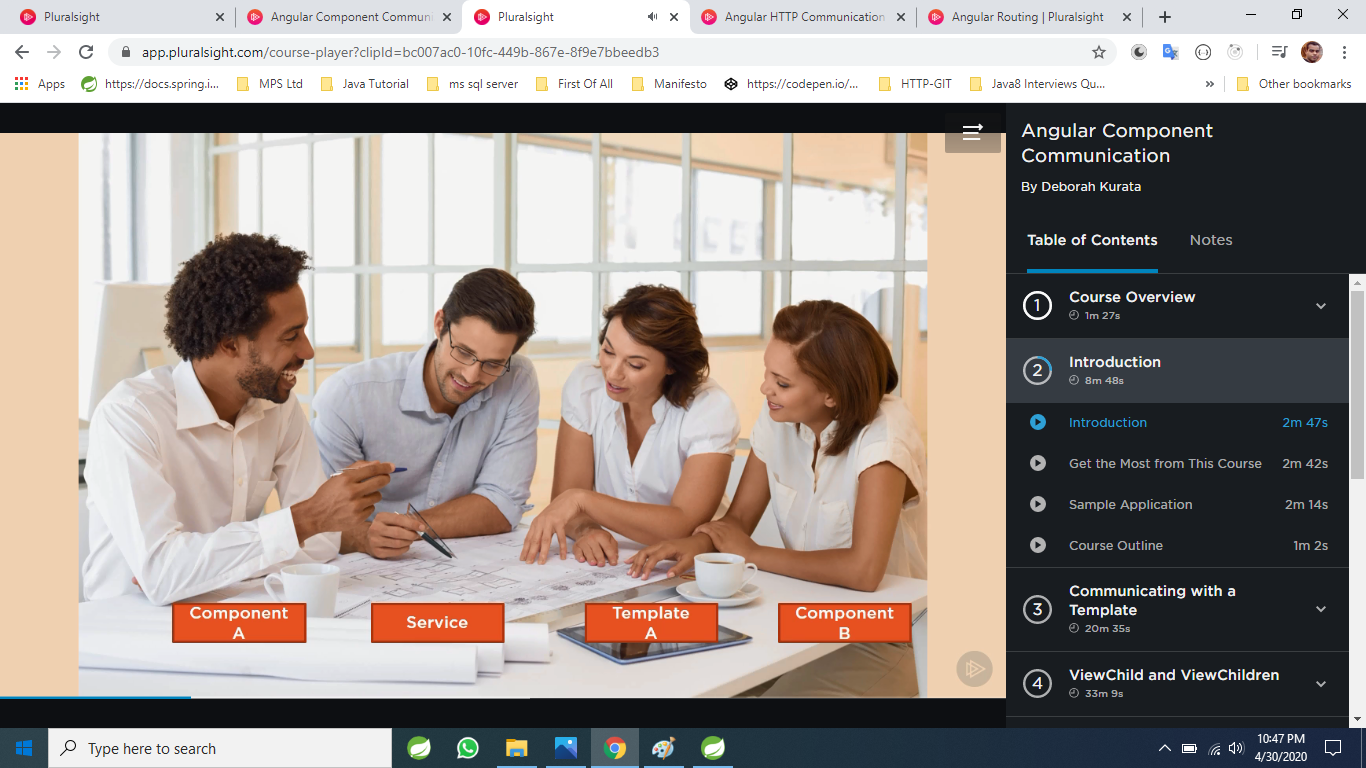 Pluralsight
Angular Component Communi
Pluralsight
Angular HTTP Communication
Angular Routing | Pluralsight
app.pluralsight.com/course-player?clipId=bc007ac0-10fc-449b-867e-8f9e7bbeedb3
Apps
https://docs.spring.i...
MPS Ltd
Java Tutorial
ms sql server
First Of All
Manifesto
https://codepen.io/...
HTTP-GIT
Java8 Interviews Qu...
»
Other bookmarks
Angular Component
Communication
By Deborah Kurata
Table of Contents
Notes
1
Course Overview
1m 27s
2
Introduction
8m 48s
Introduction 2m 47s
Get the Most from This Course 2m 42s
Sample Application 2m 14s
Course Outline 1m 2s
3
Communicating with a
Template
20m 35s
4
ViewChild and ViewChildren
33m 9s
Component
A
Service
Template
A
Component
B
Type here to search
10:47 PM
4/30/2020